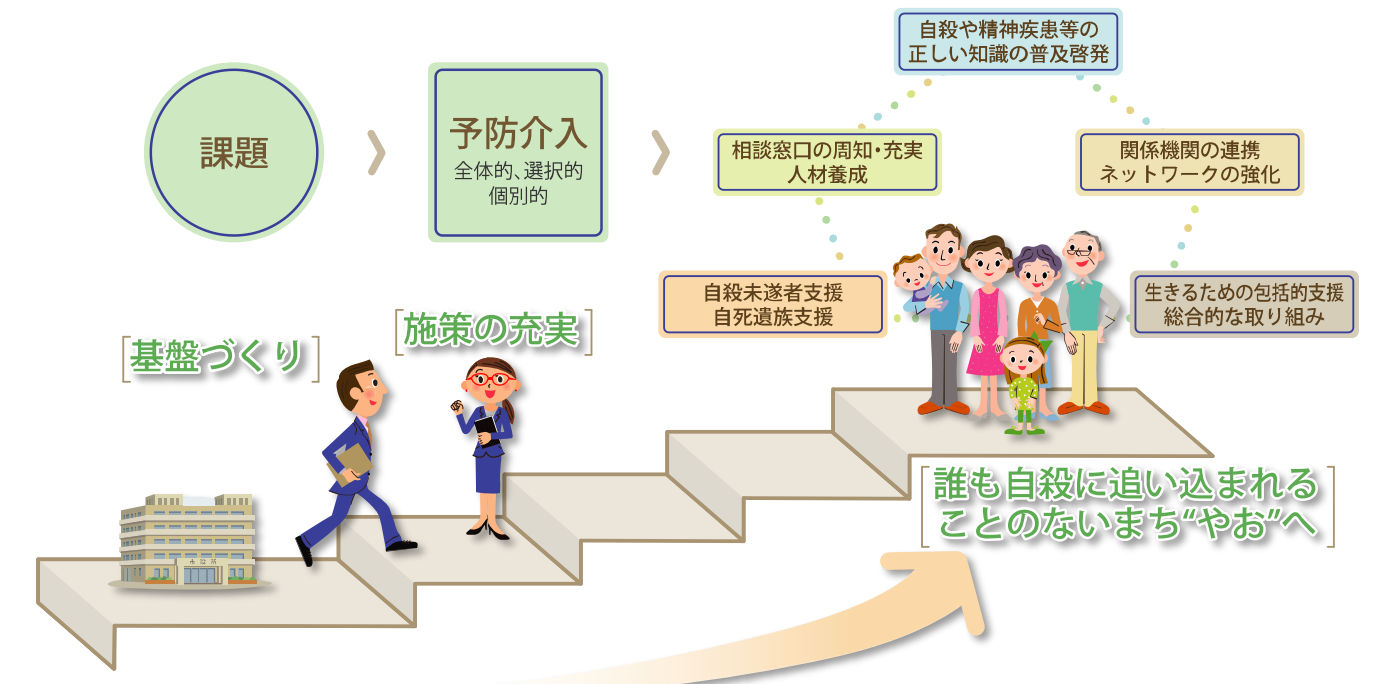 課題
予防介入
全体的、選択的
個別的
自殺や精神疾患等の
正しい知識の普及啓発
相談窓口の周知・充実
人材養成
関係機関の連携
ネットワークの強化
自殺未遂者支援
自死遺族支援
生きるための包括的支援
総合的な取り組み
基盤づくり
施策の充実
誰も自殺に追い込まれる
ことのないまち“やお”へ
市役所